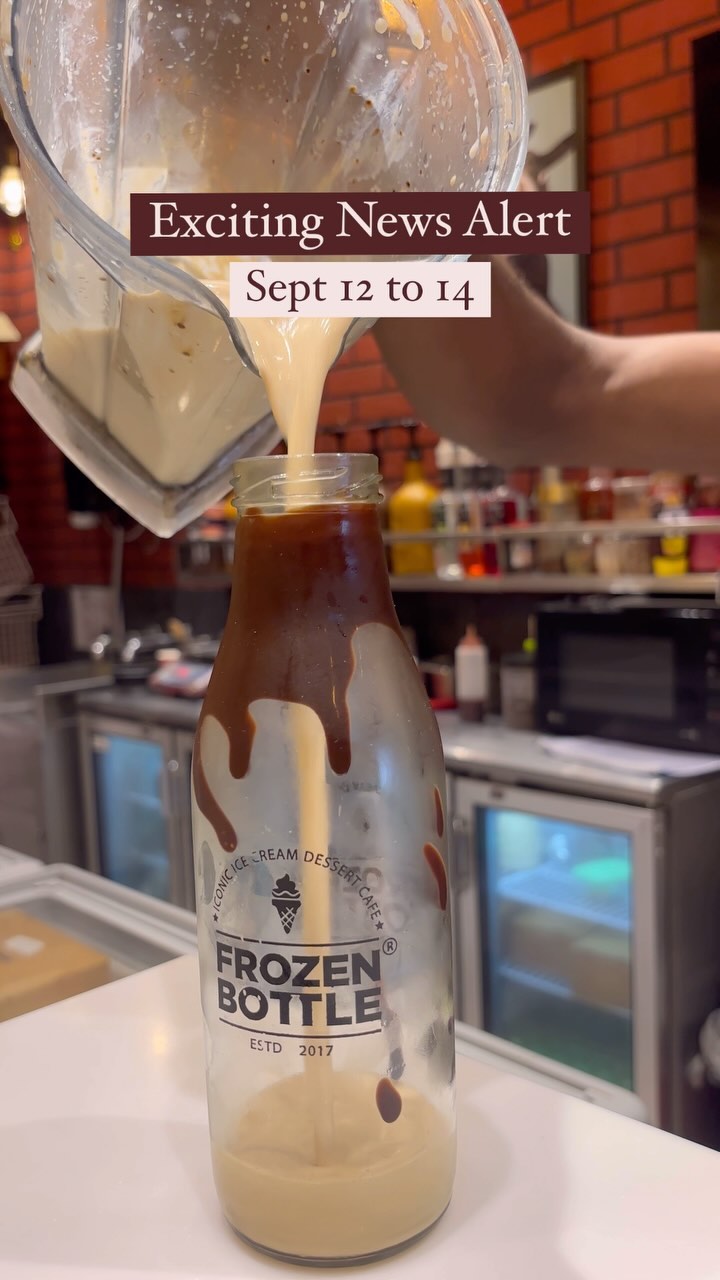 Exciting News Alert
Sept 12 to 14
★ ICONIC ICE CREAM DESSERT CAFE ★
FROZEN®
BOTTLE
ESTD 2017